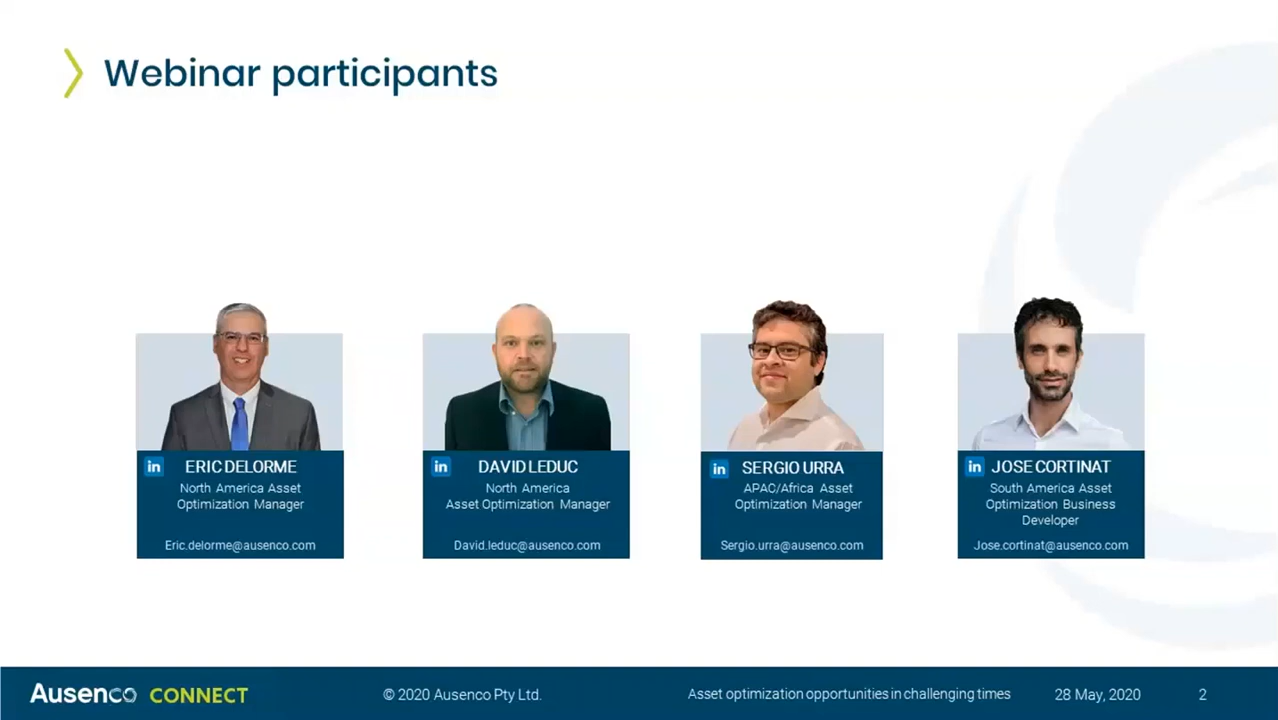 Webinar participants
in ERIC DELORME
North America Asset
Optimization Manager
Eric.delorme@ausenco.com
in DAVID LEDUC
North America
Asset Optimization Manager
David.leduc@ausenco.com
in SERGIO URRA
APAC/Africa Asset
Optimization Manager
Sergio.urra@ausenco.com
in JOSE CORTINAT
South America Asset
Optimization Business
Developer
Jose.cortinat@ausenco.com
Ausenco CONNECT © 2020 Ausenco Pty Ltd. Asset optimization opportunities in challenging times 28 May, 2020 2